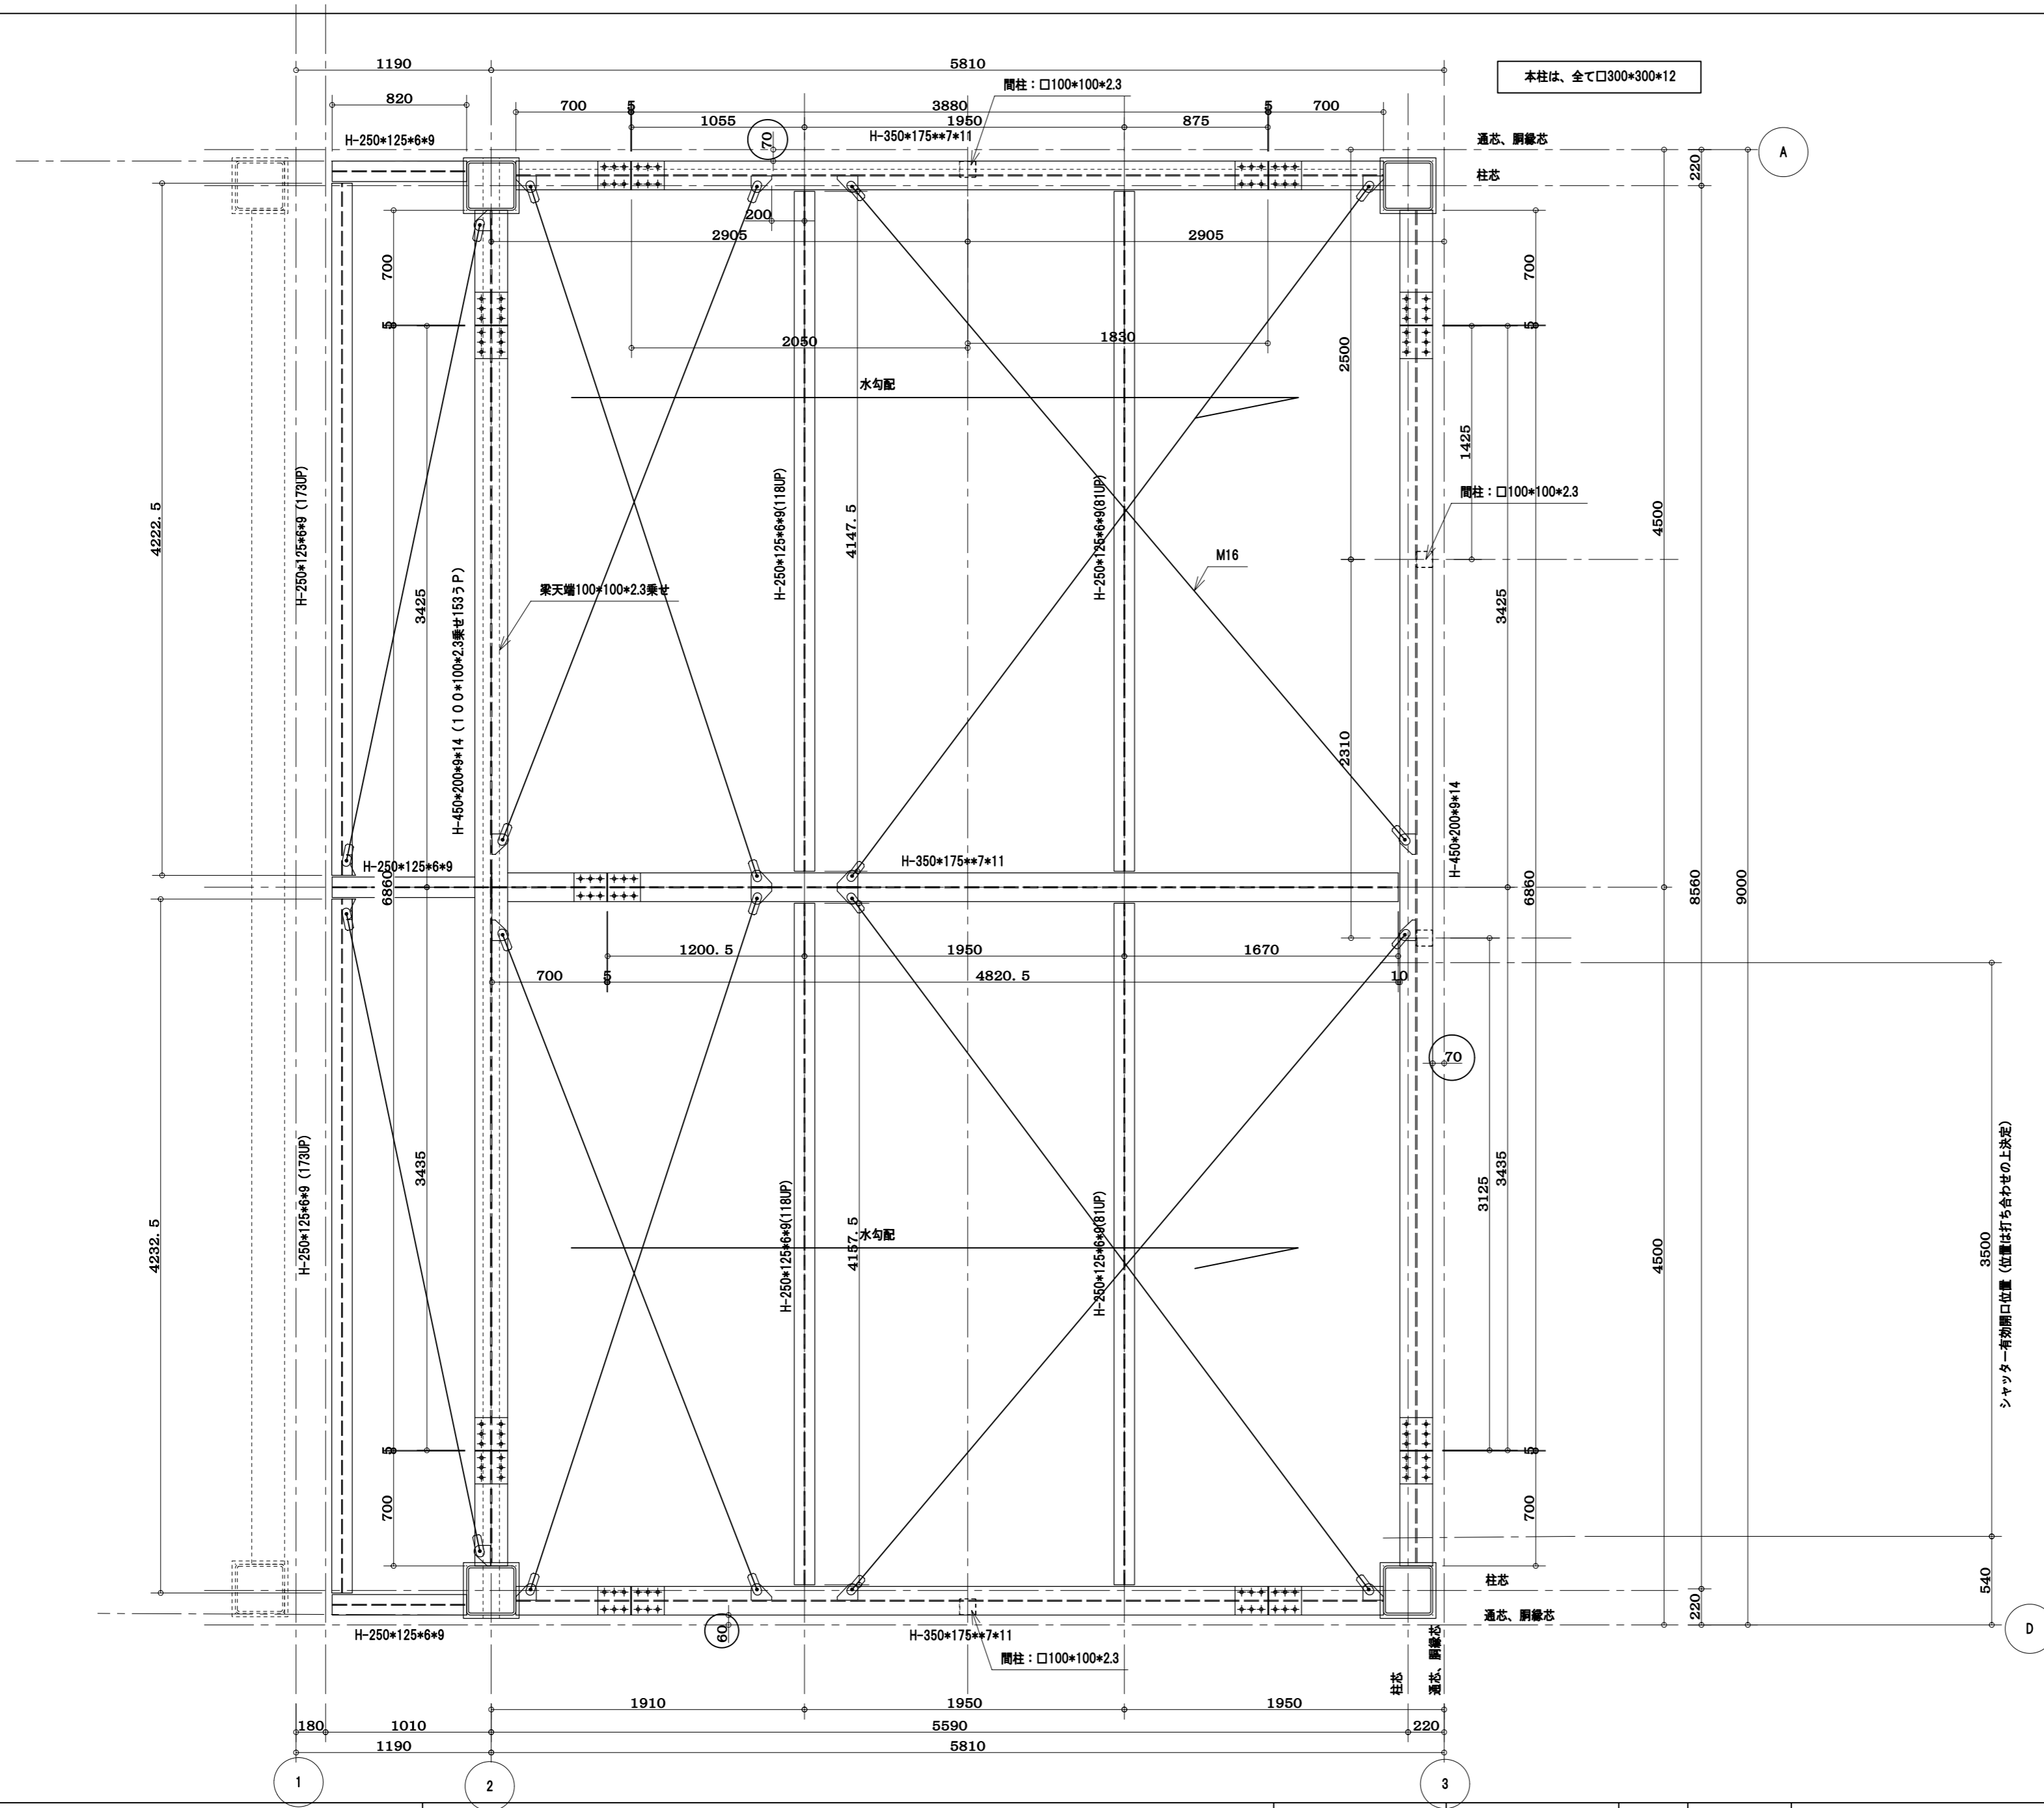 1190
5810
本柱は、全て□300*300*12
820
700
5
3880
5
700
間柱：□100*100*2.3
1055
1950
875
H-250*125*6*9
70
H-350*175**7*11
通芯、胴縁芯
A
220
柱芯
200
2905
2905
700
700
5
5
2050
1830
2500
水勾配
1425
4222.5
H-250*125*6*9 (173UP)
3425
H-450*200*9*14 (１００*100*2.3乗せ153うＰ)
梁天端100*100*2.3乗せ
H-250*125*6*9(118UP)
4147.5
H-250*125*6*9(81UP)
M16
間柱：□100*100*2.3
3425
4500
2310
H-450*200*9*14
H-250*125*6*9
H-350*175**7*11
6860
6860
8560
9000
1200.5
1950
1670
700
5
4820.5
10
70
4232.5
H-250*125*6*9 (173UP)
3435
H-250*125*6*9(118UP)
4157.5
水勾配
H-250*125*6*9(81UP)
3125
3435
4500
3500
シャッター有効開口位置（位置は打ち合わせの上決定）
5
5
700
700
540
柱芯
220
通芯、胴縁芯
D
H-250*125*6*9
60
H-350*175**7*11
間柱：□100*100*2.3
柱芯
通芯、胴縁芯
1910
1950
1950
180
1010
5590
220
1190
5810
1
2
3